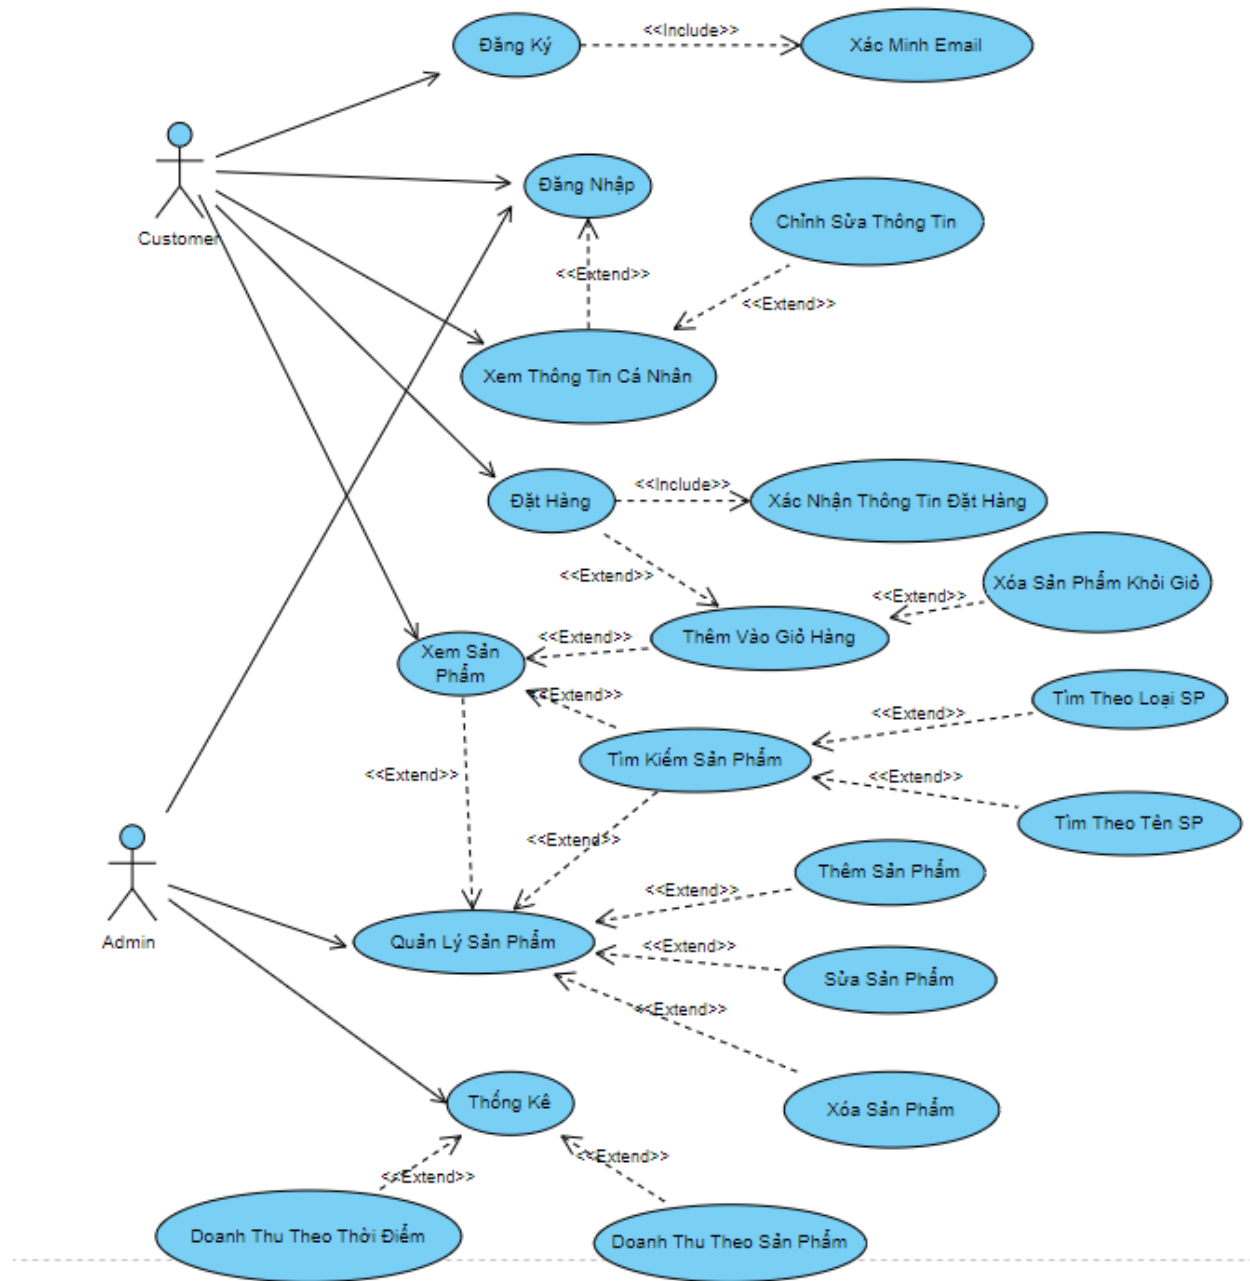 Đăng Ký
<<Include>>
Xác Minh Email
Customer
Đăng Nhập
Chỉnh Sửa Thông Tin
<<Extend>>
<<Extend>>
Xem Thông Tin Cá Nhân
Đặt Hàng
<<Include>>
Xác Nhận Thông Tin Đặt Hàng
<<Extend>>
<<Extend>>
Xóa Sản Phẩm Khỏi Giỏ
Xem Sản
Phẩm
<<Extend>>
Thêm Vào Giỏ Hàng
<<Extend>>
Tìm Theo Loại SP
<<Extend>>
<<Extend>>
Tìm Kiếm Sản Phẩm
<<Extend>>
Tìm Theo Tên SP
<<Extend>>
Thêm Sản Phẩm
<<Extend>>
Admin
Quản Lý Sản Phẩm
<<Extend>>
Sửa Sản Phẩm
<<Extend>>
Xóa Sản Phẩm
Thống Kê
<<Extend>>
<<Extend>>
Doanh Thu Theo Thời Điểm
Doanh Thu Theo Sản Phẩm